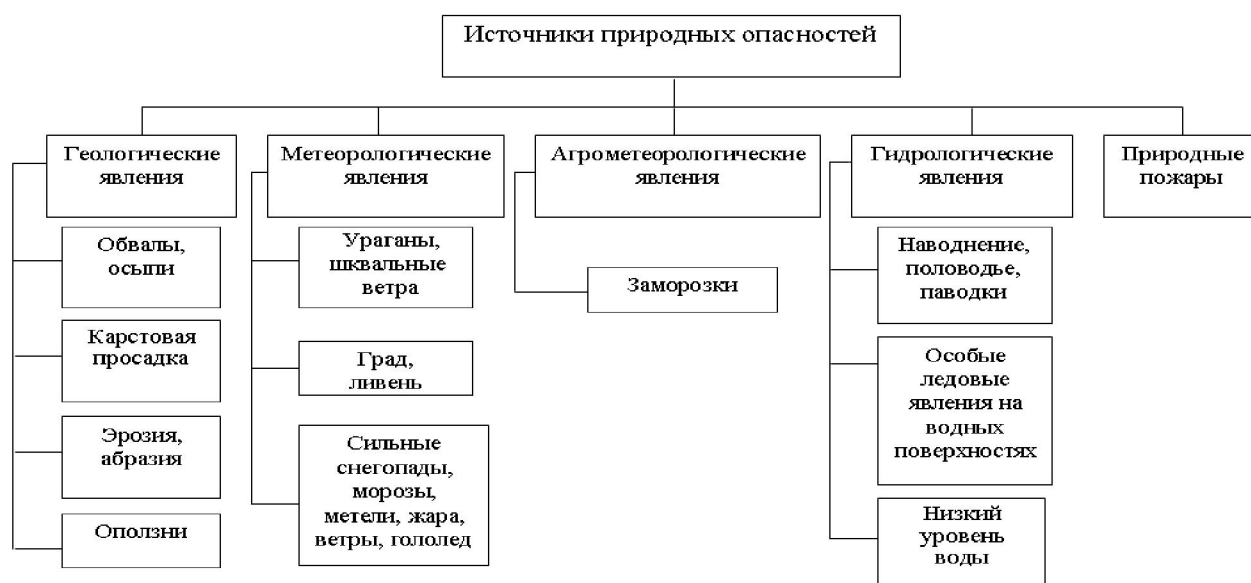 Источники природных опасностей
Геологические
явления
Метеорологические
явления
Агрометеорологические
явления
Гидрологические
явления
Природные
пожары
Обвалы,
осыпи
Карстовая
просадка
Эрозия,
абразия
Оползни
Ураганы,
шквальные
ветра
Град,
ливень
Сильные
снегопады,
морозы,
метели, жара,
ветры, гололед
Заморозки
Наводнение,
половодье,
паводки
Особые
ледовые
явления на
водных
поверхностях
Низкий
уровень
воды